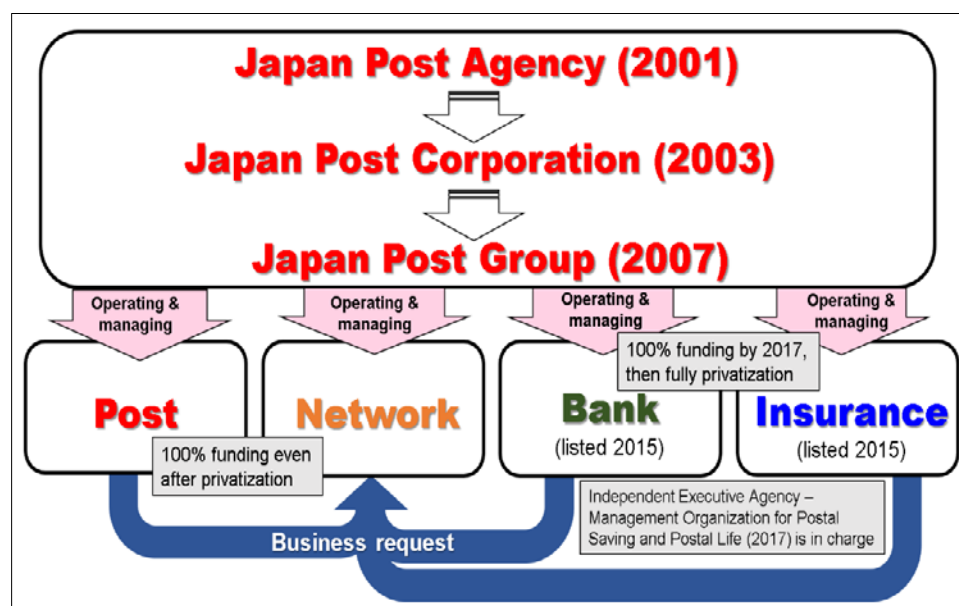 Japan Post Agency (2001)
Japan Post Corporation (2003)
Japan Post Group (2007)
Operating &
managing
Operating &
managing
Operating &
managing
Operating &
managing
100% funding by 2017,
then fully privatization
Post
Network
Bank
(listed 2015)
Insurance
(listed 2015)
100% funding even
after privatization
Independent Executive Agency –
Management Organization for Postal
Saving and Postal Life (2017) is in charge
Business request